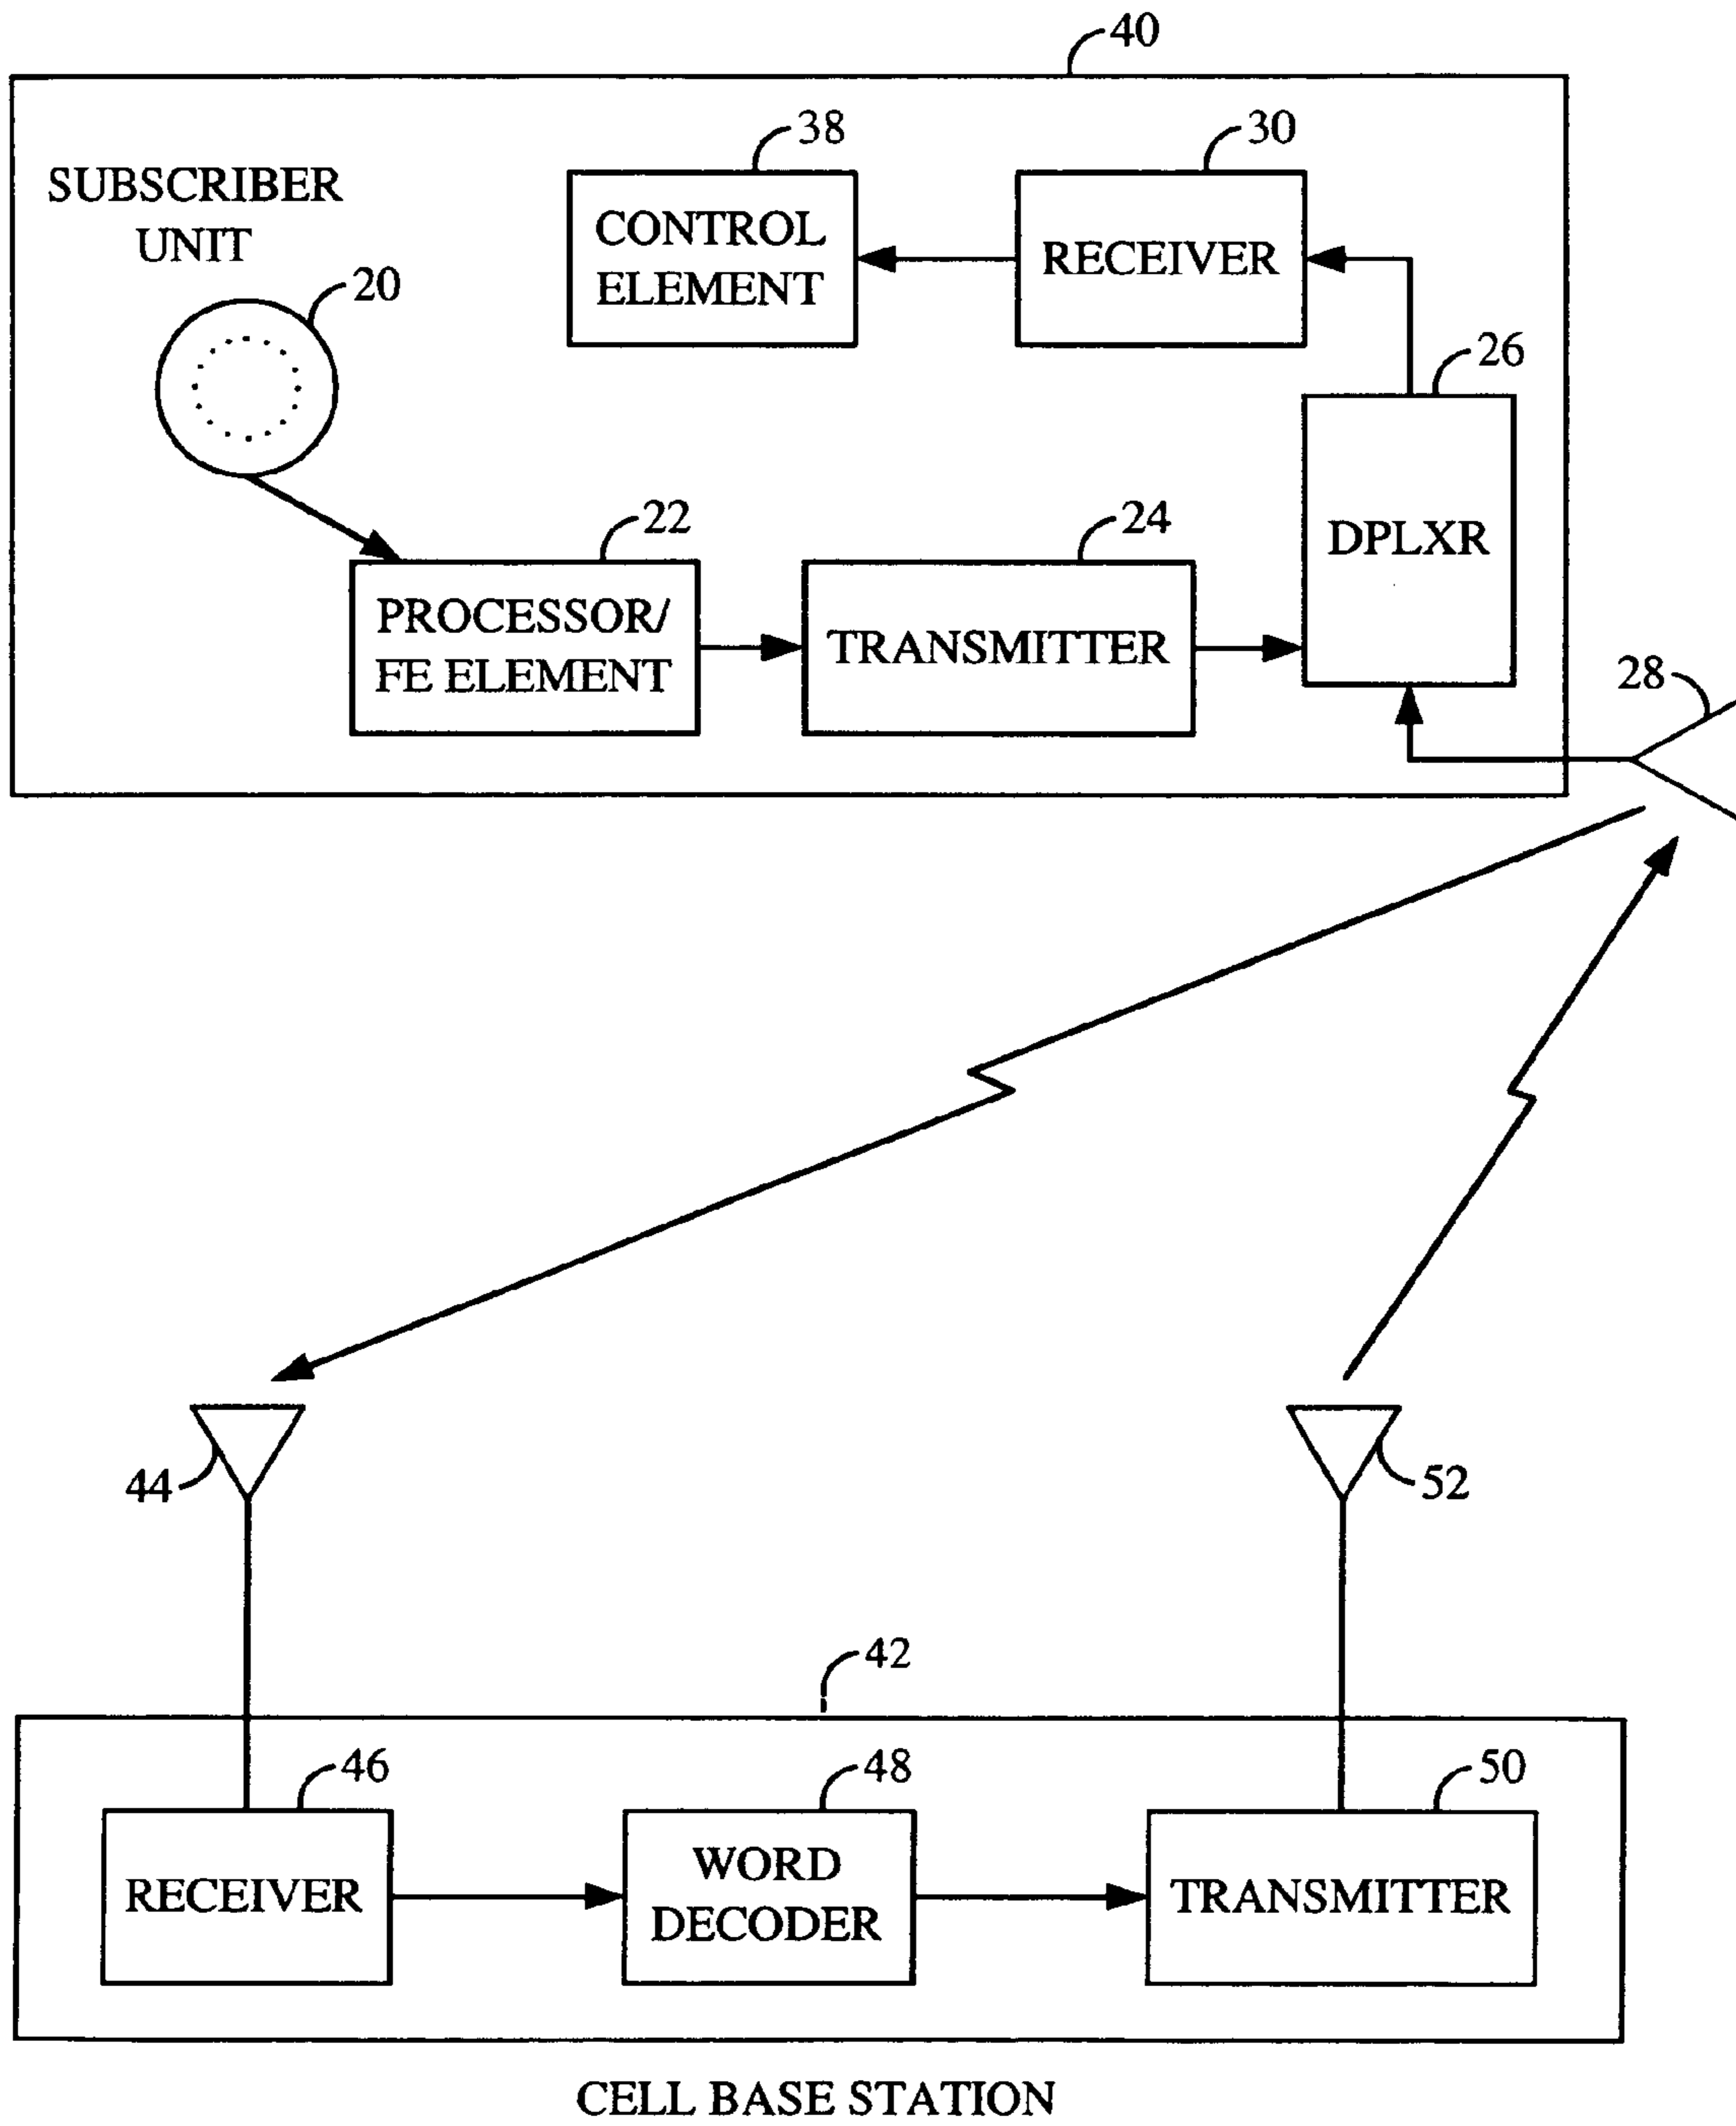 40
38
30
SUBSCRIBER
UNIT
CONTROL
ELEMENT
RECEIVER
20
26
22
24
DPLXR
PROCESSOR/
FE ELEMENT
TRANSMITTER
28
44
52
42
46
48
50
RECEIVER
WORD
DECODER
TRANSMITTER
CELL BASE STATION